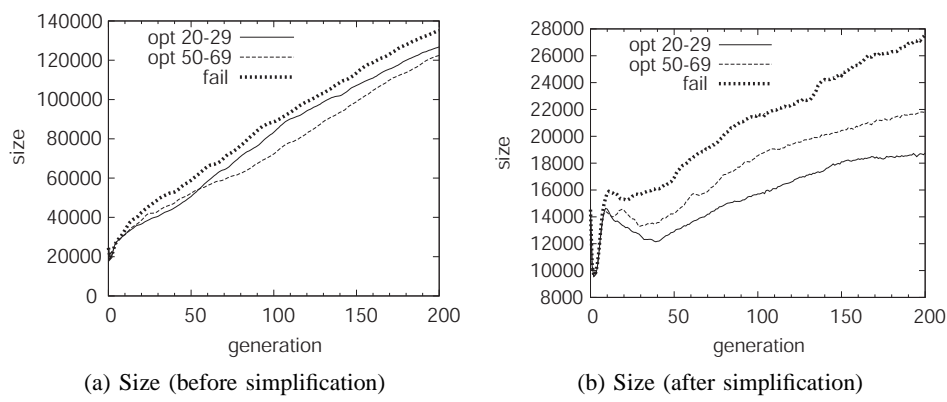 140000
120000
100000
80000
60000
40000
20000
0
size
opt 20-29
opt 50-69
fail
0 50 100 150 200
generation
(a) Size (before simplification)
28000
26000
24000
22000
20000
18000
16000
14000
12000
10000
8000
size
opt 20-29
opt 50-69
fail
0 50 100 150 200
generation
(b) Size (after simplification)